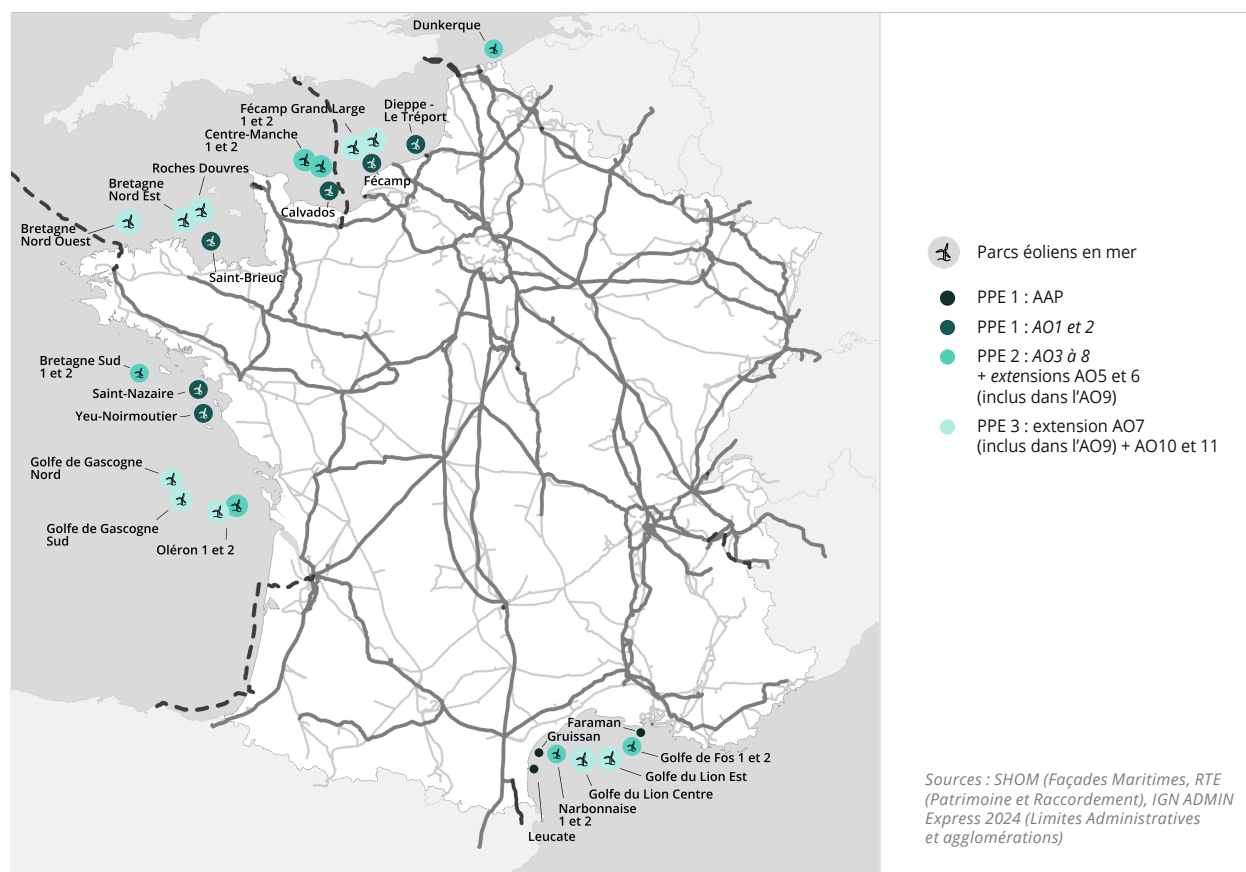 Dunkerque
Dieppe -
Le Tréport
Fécamp Grand Large
1 et 2
Centre-Manche
1 et 2
Roches Douvres
Fécamp
Bretagne
Nord Est
Calvados
Bretagne
Nord Ouest
Saint-Brieuc
Bretagne Sud
1 et 2
Saint-Nazaire
Yeu-Noirmoutier
Golfe de Gascogne
Nord
Golfe de Gascogne
Sud
Oléron 1 et 2
Faraman
Gruissan
Golfe de Fos 1 et 2
Golfe du Lion Est
Golfe du Lion Centre
Narbonnaise
1 et 2
Leucate
Parcs éoliens en mer
PPE 1 : AAP
PPE 1 : AO1 et 2
PPE 2 : AO3 à 8
+ extensions AO5 et 6
(inclus dans l'AO9)
PPE 3 : extension AO7
(inclus dans l'AO9) + AO10 et 11
Sources : SHOM (Façades Maritimes, RTE
(Patrimoine et Raccordement), IGN ADMIN
Express 2024 (Limites Administratives
et agglomérations)